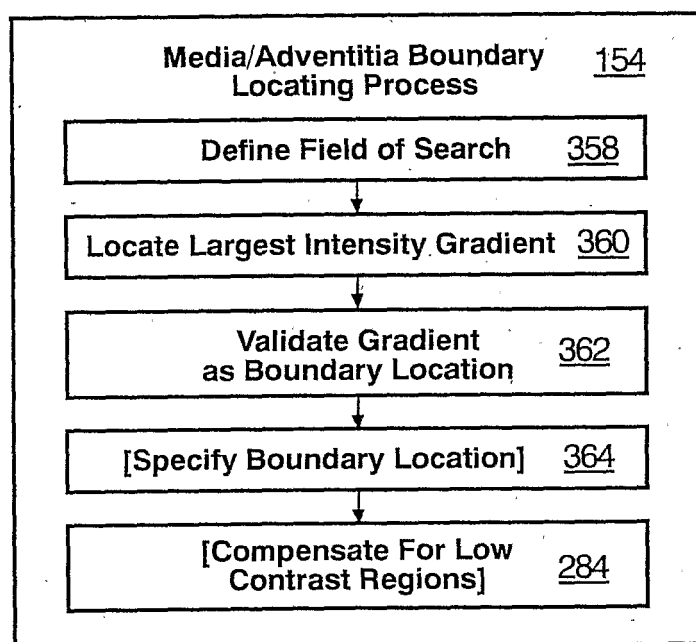 Media/Adventitia Boundary 154
Locating Process
Define Field of Search 358
Locate Largest Intensity Gradient 360
Validate Gradient 362
as Boundary Location
[Specify Boundary Location] 364
[Compensate For Low
Contrast Regions] 284